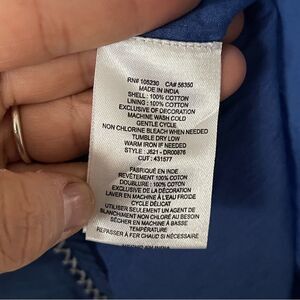 RN# 105230 CA# 56350
MADE IN INDIA
SHELL : 100% COTTON
LINING : 100% COTTON
EXCLUSIVE OF DECORATION
MACHINE WASH COLD
GENTLE CYCLE
NON CHLORINE BLEACH WHEN NEEDED
TUMBLE DRY LOW
WARM IRON IF NEEDED
STYLE : J621 - DR00876
CUT : 431577
FABRIQUÉ EN INDE
REVÊTEMENT 100% COTON
DOUBLURE : 100% COTON
EXCLUSIVE DE LA DÉCORATION
LAVER EN MACHINE À L'EAU FROIDE
CYCLE DÉLICAT
UTILISER SEULEMENT UN AGENT DE
BLANCHIMENT NON CHLORÉ AU BESOIN
SÉCHER EN MACHINE À BASSE
TEMPÉRATURE
REPASSER À FER CHAUD SI NÉCESSAIRE